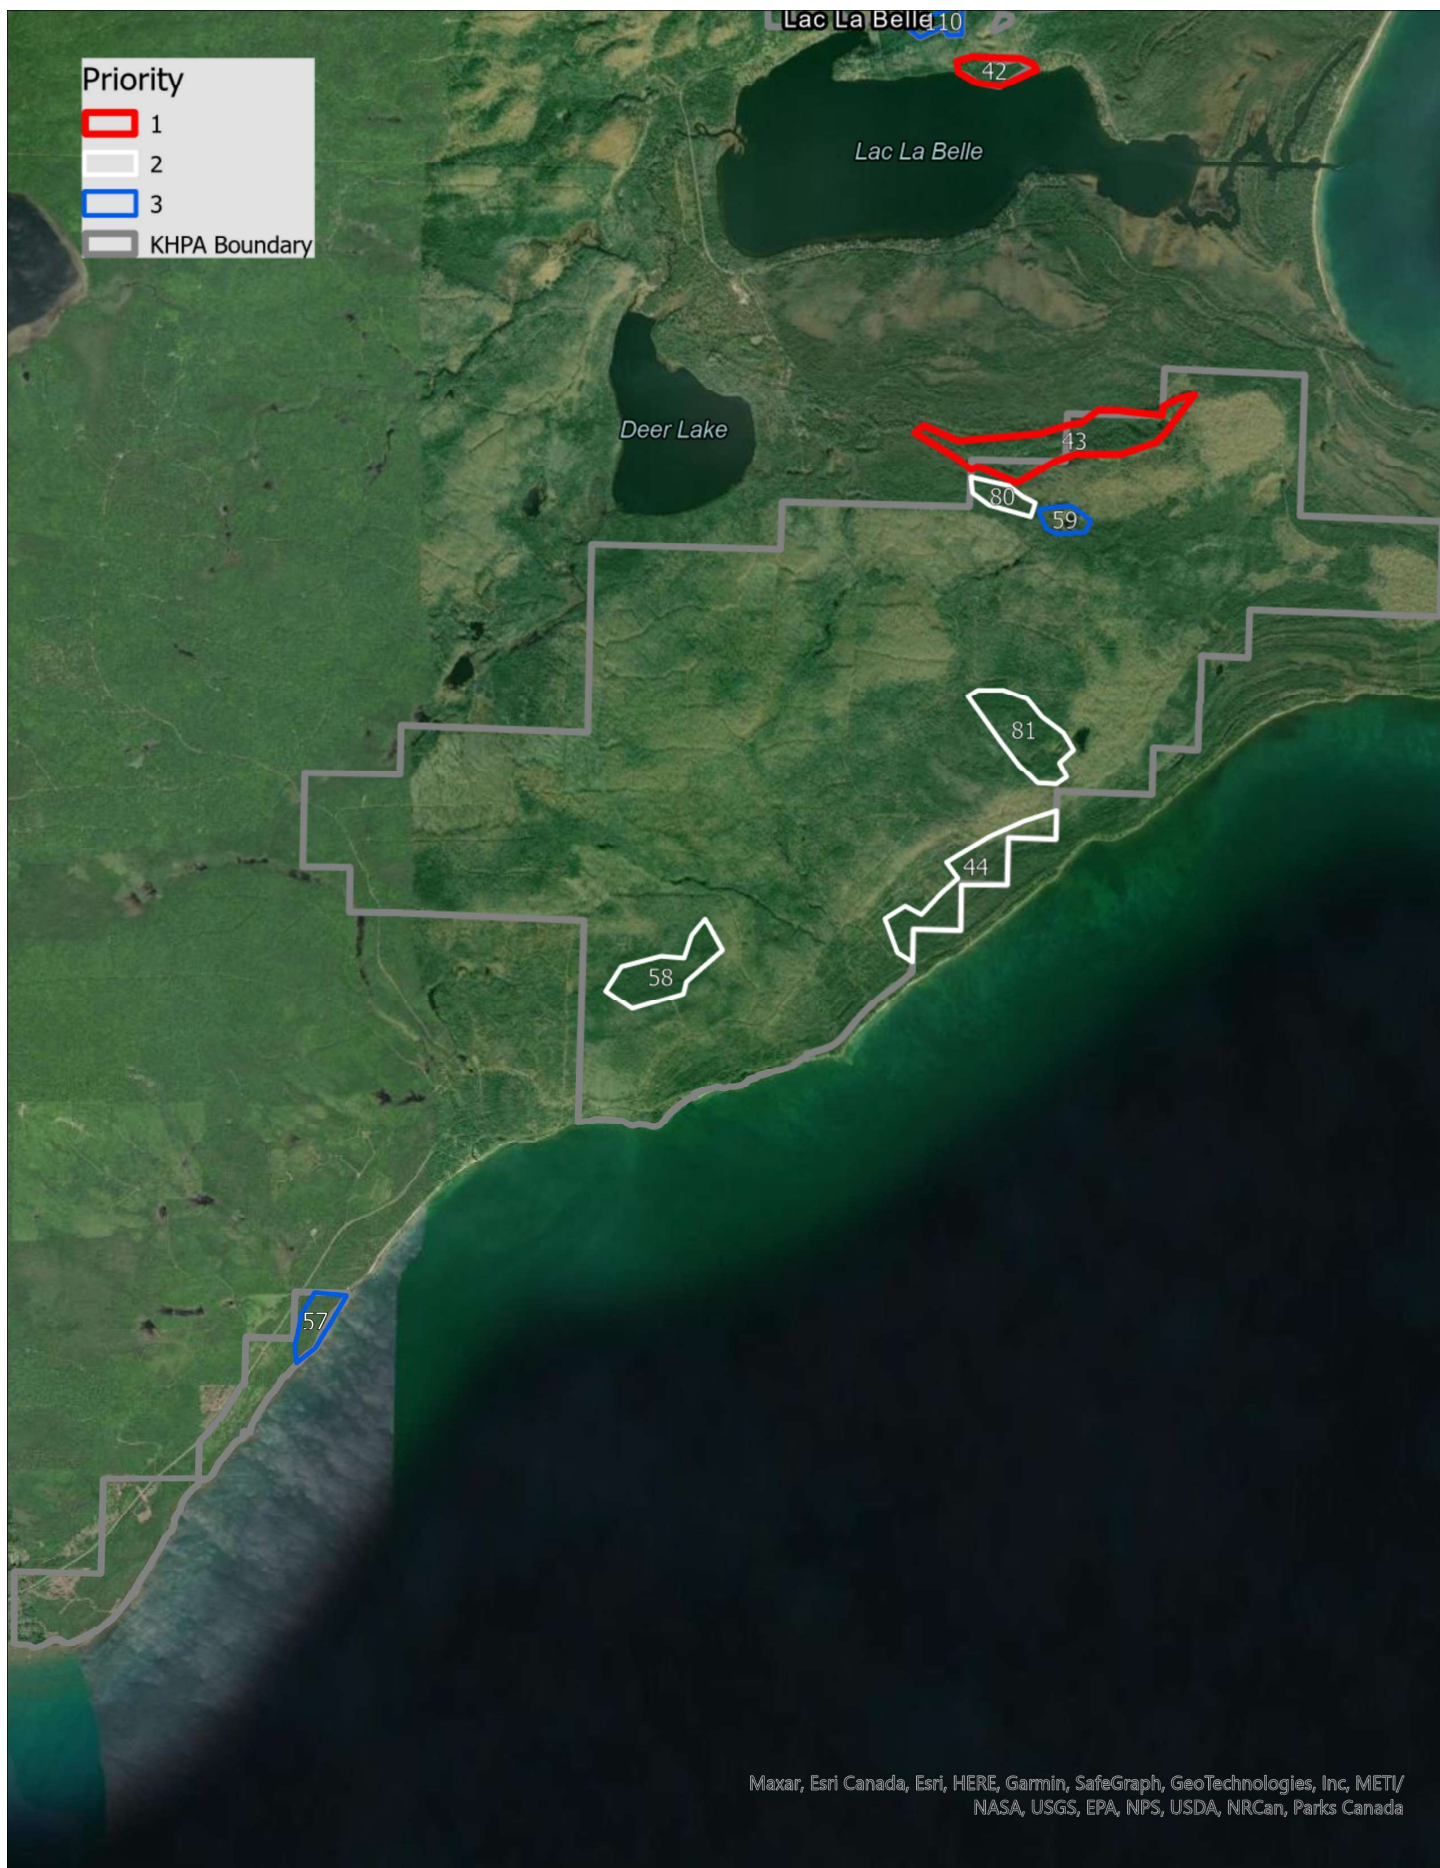 Lac La Belle
10
42
Priority
1
2
3
KHPA Boundary
Lac La Belle
Deer Lake
43
80
59
81
44
58
57
Maxar, Esri Canada, Esri, HERE, Garmin, SafeGraph, GeoTechnologies, Inc, METI/
NASA, USGS, EPA, NPS, USDA, NRCan, Parks Canada